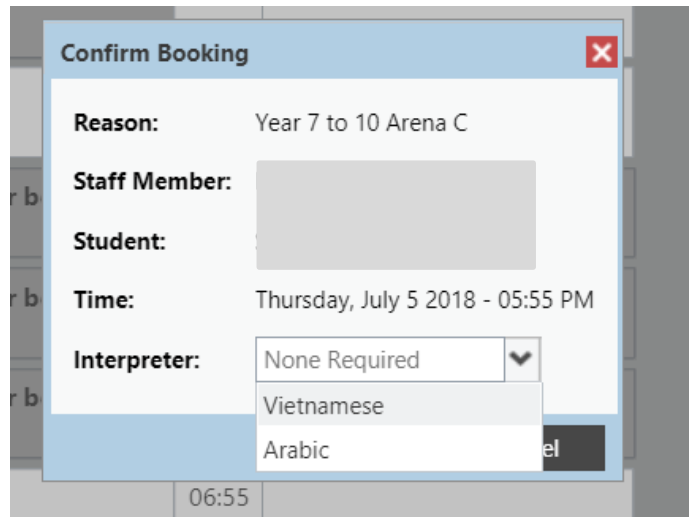 Confirm Booking
Reason: Year 7 to 10 Arena C
Staff Member:
Student:
Time: Thursday, July 5 2018 - 05:55 PM
Interpreter: None Required
Vietnamese
Arabic
06:55